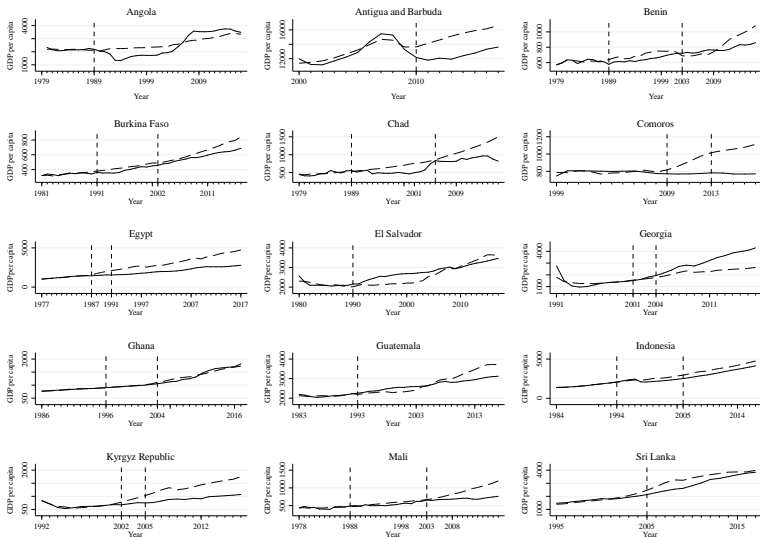 Angola
GDP per capita
1000
4000
1979 1989 1999 2009
Year
Antigua and Barbuda
GDP per capita
12000
2000 2010
Year
Benin
GDP per capita
600 800 1000
1979 1989 1999 2003 2009
Year
Burkina Faso
GDP per capita
400 600 800
1981 1991 2002 2011
Year
Chad
GDP per capita
500 1000 1500
1979 1989 2001 2009
Year
Comoros
GDP per capita
800 1000 1200
1999 2009 2013
Year
Egypt
GDP per capita
0 5000
1977 1987 1991 1997 2007 2017
Year
El Salvador
GDP per capita
2000 3000 4000
1980 1990 2000 2010
Year
Georgia
GDP per capita
1000 4000
1991 2001 2004 2011
Year
Ghana
GDP per capita
500 2000
1986 1996 2004 2016
Year
Guatemala
GDP per capita
2000 3000 4000
1983 1993 2003 2013
Year
Indonesia
GDP per capita
0 5000
1984 1994 2005 2014
Year
Kyrgyz Republic
GDP per capita
500 2000
1992 2002 2005 2012
Year
Mali
GDP per capita
500 1000 1500
1978 1988 1998 2003 2008
Year
Sri Lanka
GDP per capita
1000 4000
1995 2005 2015
Year